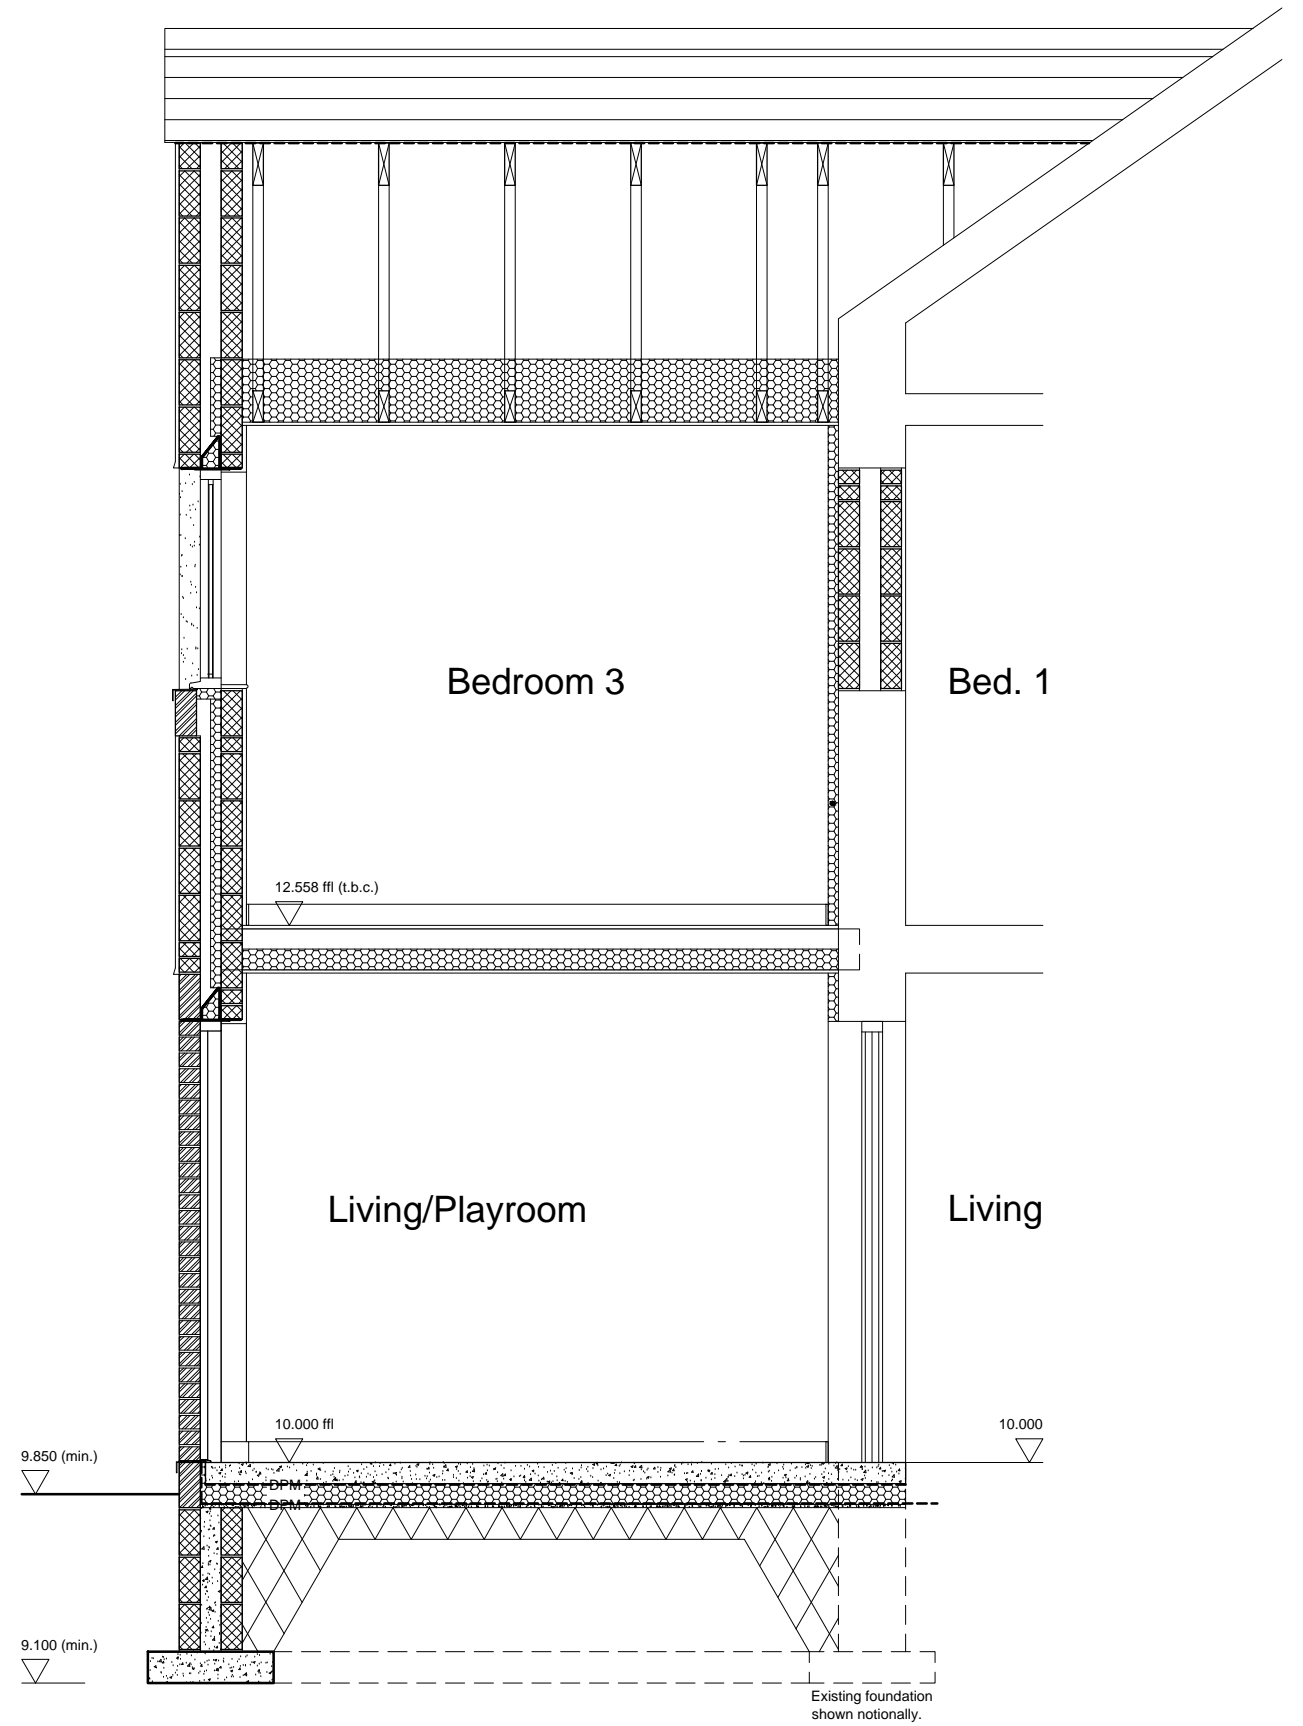 Bedroom 3
Bed. 1
12.558 ffl (t.b.c.)
Living/Playroom
Living
10.000 ffl
10.000
9.850 (min.)
DPM
DPM
9.100 (min.)
Existing foundation
shown notionally.